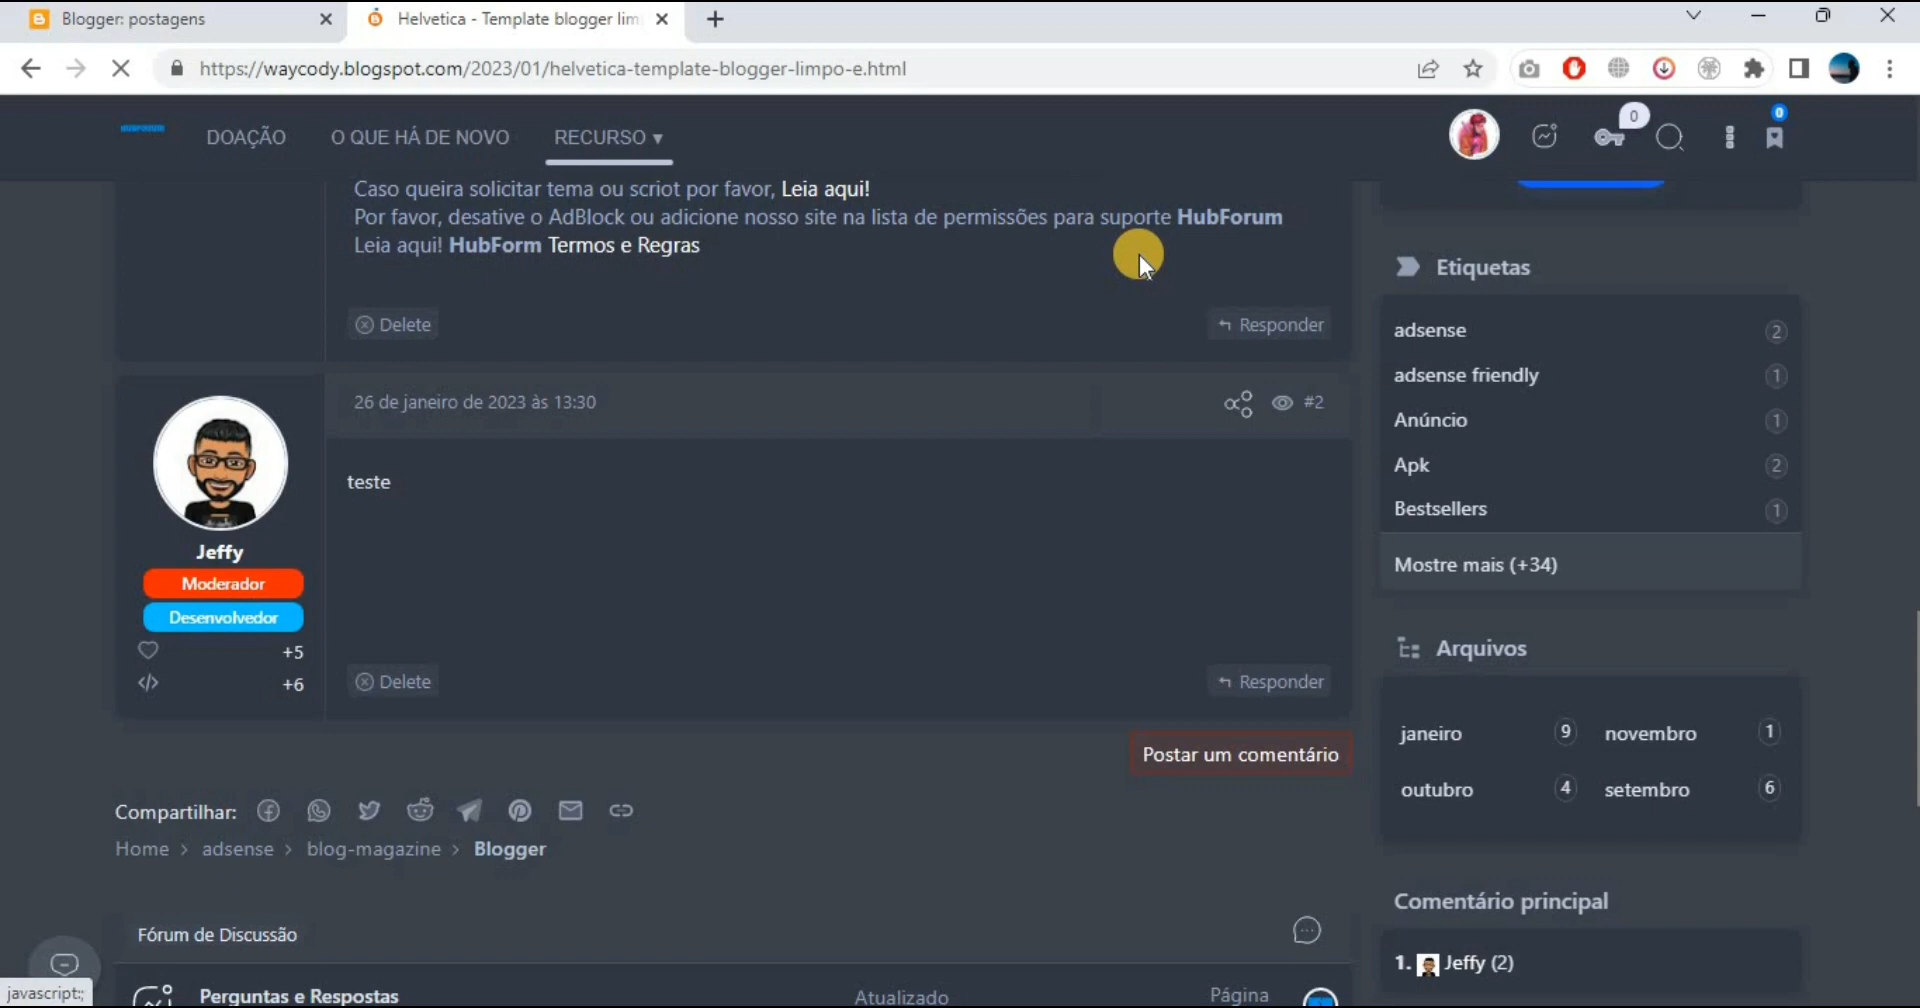 Blogger: postagens
Helvetica - Template blogger lim
https://waycody.blogspot.com/2023/01/helvetica-template-blogger-limpo-e.html
HUBFORUM
DOAÇÃO
O QUE HÁ DE NOVO
RECURSO ▾
0
0
Caso queira solicitar tema ou scriot por favor, Leia aqui!
Por favor, desative o AdBlock ou adicione nosso site na lista de permissões para suporte HubForum
Leia aqui! HubForm Termos e Regras
Delete
Responder
26 de janeiro de 2023 às 13:30
#2
teste
Jeffy
Moderador
Desenvolvedor
+5
+6
Delete
Responder
Postar um comentário
Compartilhar:
Home > adsense > blog-magazine > Blogger
Fórum de Discussão
Perguntas e Respostas
Atualizado
Página
javascript:;
Etiquetas
adsense 2
adsense friendly 1
Anúncio 1
Apk 2
Bestsellers 1
Mostre mais (+34)
Arquivos
janeiro 9 novembro 1
outubro 4 setembro 6
Comentário principal
1. Jeffy (2)